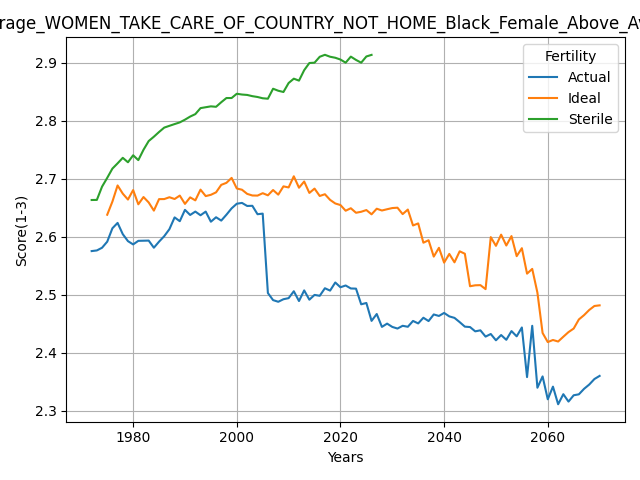 rage_WOMEN_TAKE_CARE_OF_COUNTRY_NOT_HOME_Black_Female_Above_Av
Fertility
Actual
Ideal
Sterile
Score(1-3)
2.9
2.8
2.7
2.6
2.5
2.4
2.3
1980 2000 2020 2040 2060
Years